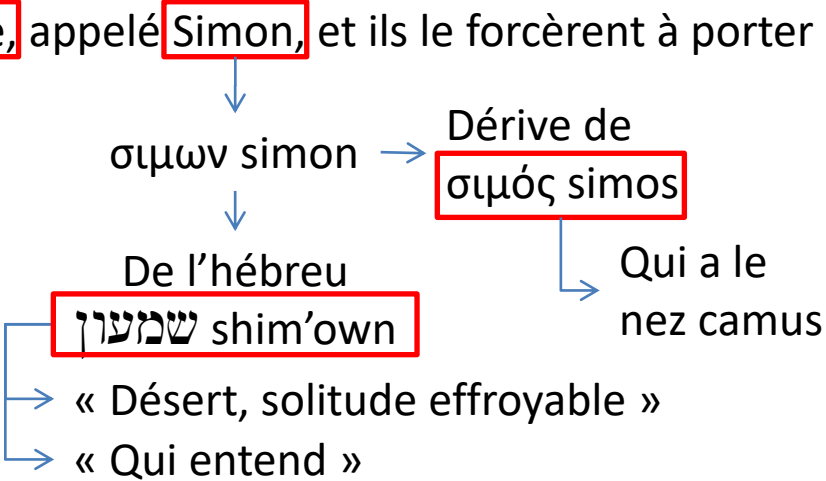 e, appelé Simon, et ils le forcèrent à porter
σιμων simon
Dérive de
σιμός simos
De l’hébreu
שמעון shim’own
Qui a le
nez camus
« Désert, solitude effroyable »
« Qui entend »